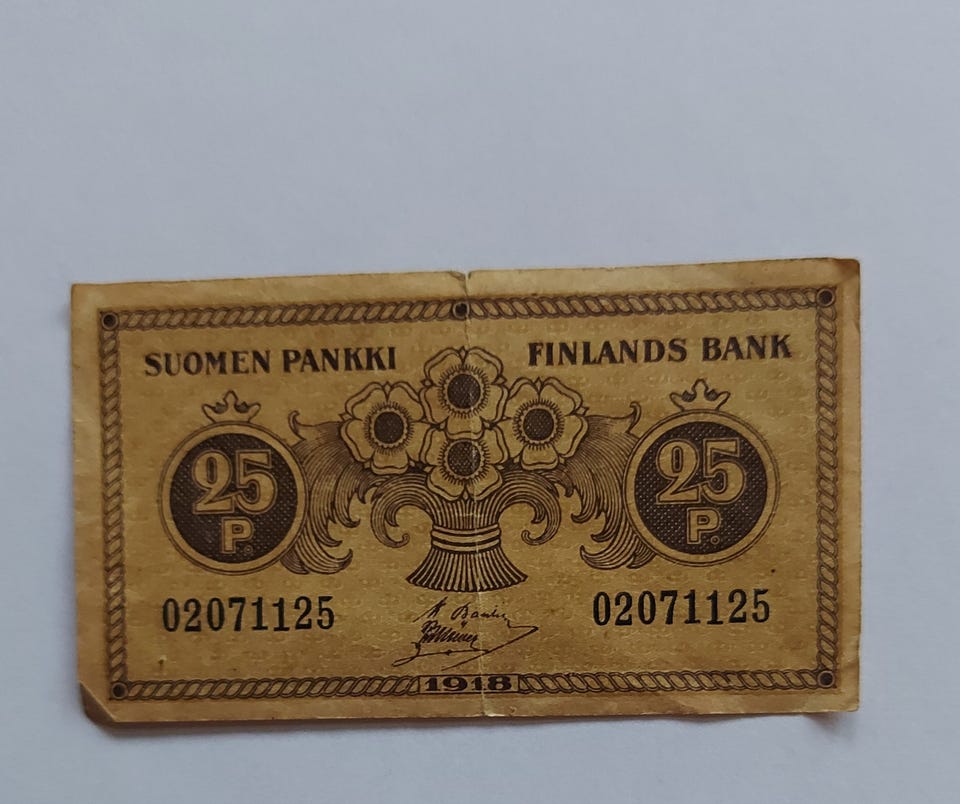 SUOMEN PANKKI FINLANDS BANK
25 25
P. P.
02071125 02071125
1918